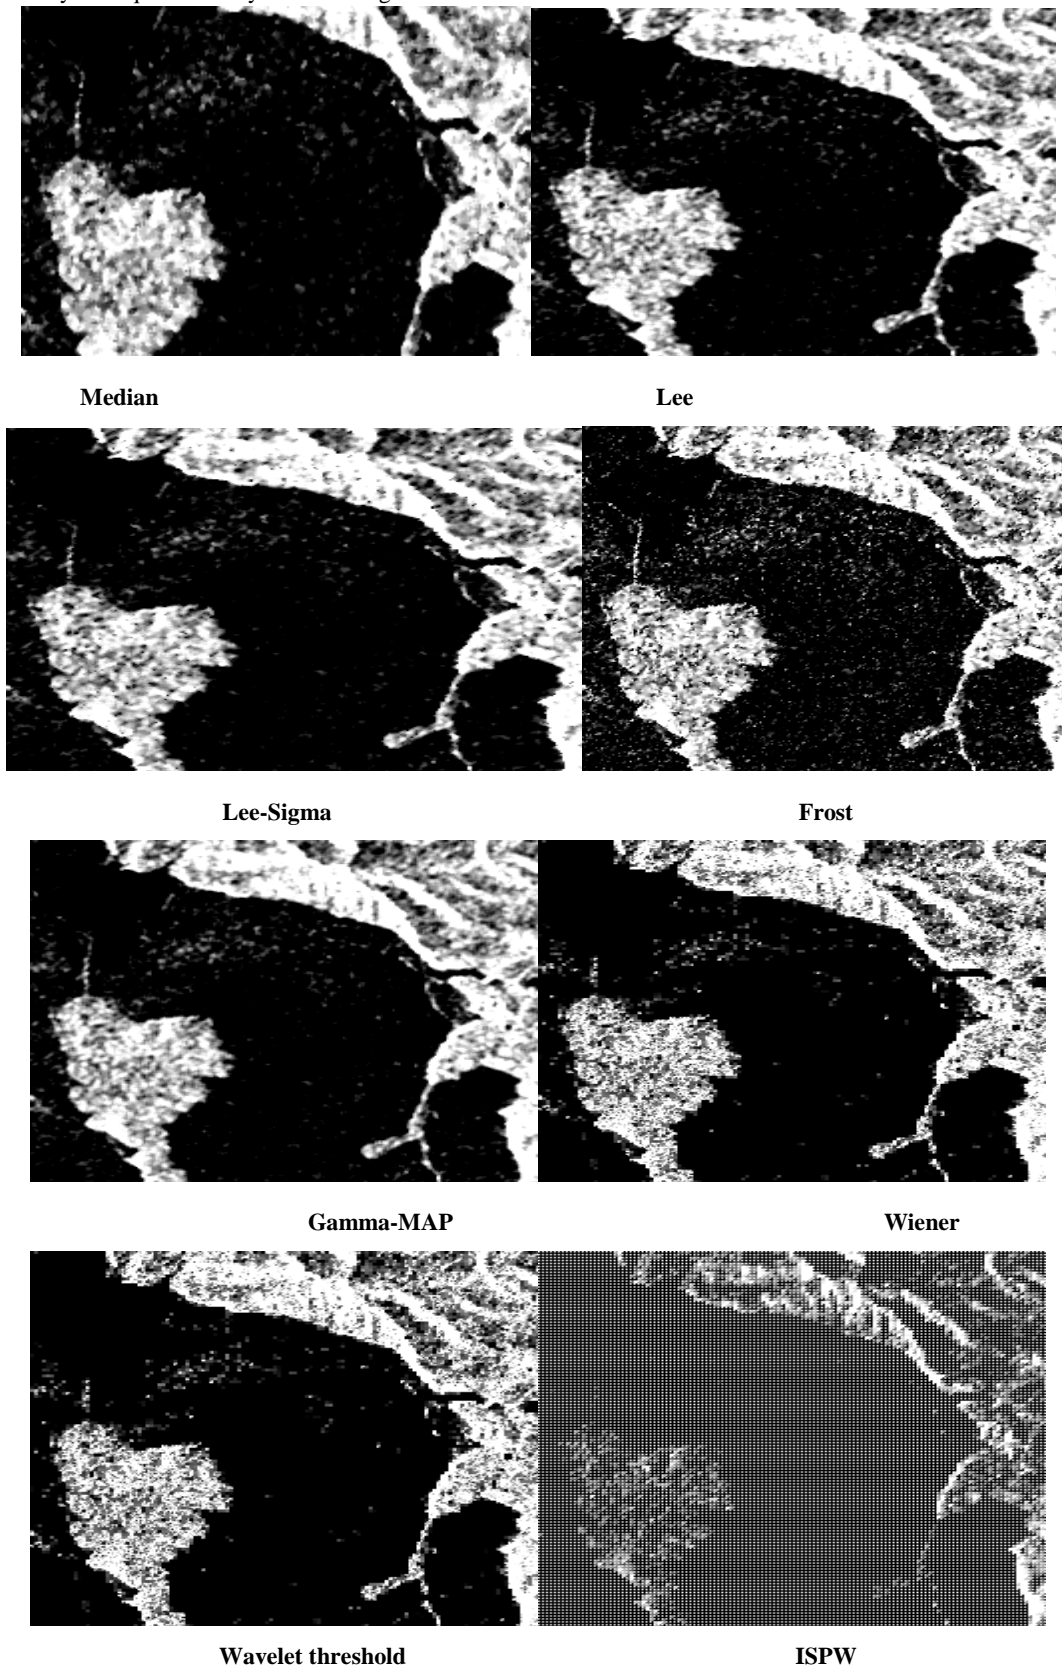 Median
Lee
Lee-Sigma
Frost
Gamma-MAP
Wiener
Wavelet threshold
ISPW